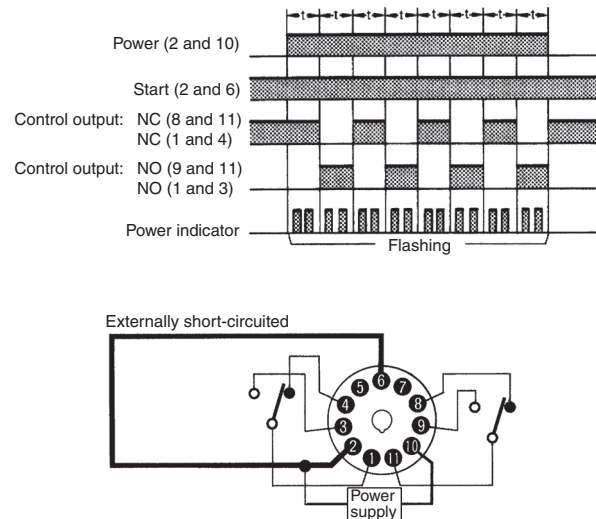 t t t t t t t t
Power (2 and 10)
Start (2 and 6)
Control output: NC (8 and 11)
NC (1 and 4)
Control output: NO (9 and 11)
NO (1 and 3)
Power indicator
Flashing
Externally short-circuited
6
5 7
4 8
3 9
2 10
1 11
Power
supply